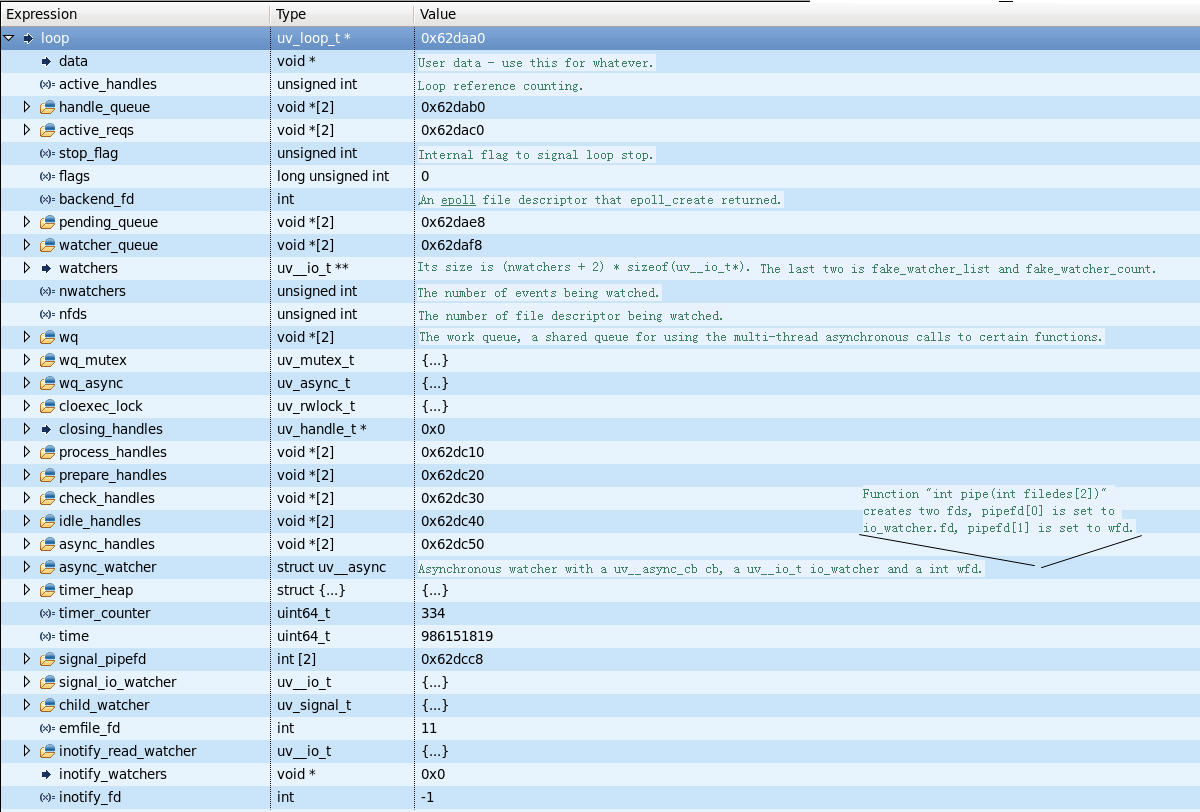 Expression Type Value
loop uv_loop_t * 0x62daa0
data void * User data - use this for whatever.
active_handles unsigned int Loop reference counting.
handle_queue void *[2] 0x62dab0
active_reqs void *[2] 0x62dac0
stop_flag unsigned int Internal flag to signal loop stop.
flags long unsigned int 0
backend_fd int An epoll file descriptor that epoll_create returned.
pending_queue void *[2] 0x62dae8
watcher_queue void *[2] 0x62daf8
watchers uv__io_t ** Its size is (nwatchers + 2) * sizeof(uv__io_t*). The last two is fake_watcher_list and fake_watcher_count.
nwatchers unsigned int The number of events being watched.
nfds unsigned int The number of file descriptor being watched.
wq void *[2] The work queue, a shared queue for using the multi-thread asynchronous calls to certain functions.
wq_mutex uv_mutex_t {...}
wq_async uv_async_t {...}
cloexec_lock uv_rwlock_t {...}
closing_handles uv_handle_t * 0x0
process_handles void *[2] 0x62dc10
prepare_handles void *[2] 0x62dc20
check_handles void *[2] 0x62dc30
idle_handles void *[2] 0x62dc40
async_handles void *[2] 0x62dc50
Function "int pipe(int filedes[2])"
creates two fds, pipefd[0] is set to
io_watcher.fd, pipefd[1] is set to wfd.
async_watcher struct uv__async Asynchronous watcher with a uv__async_cb cb, a uv__io_t io_watcher and a int wfd.
timer_heap struct {...} {...}
timer_counter uint64_t 334
time uint64_t 986151819
signal_pipefd int [2] 0x62dcc8
signal_io_watcher uv__io_t {...}
child_watcher uv_signal_t {...}
emfile_fd int 11
inotify_read_watcher uv__io_t {...}
inotify_watchers void * 0x0
inotify_fd int -1